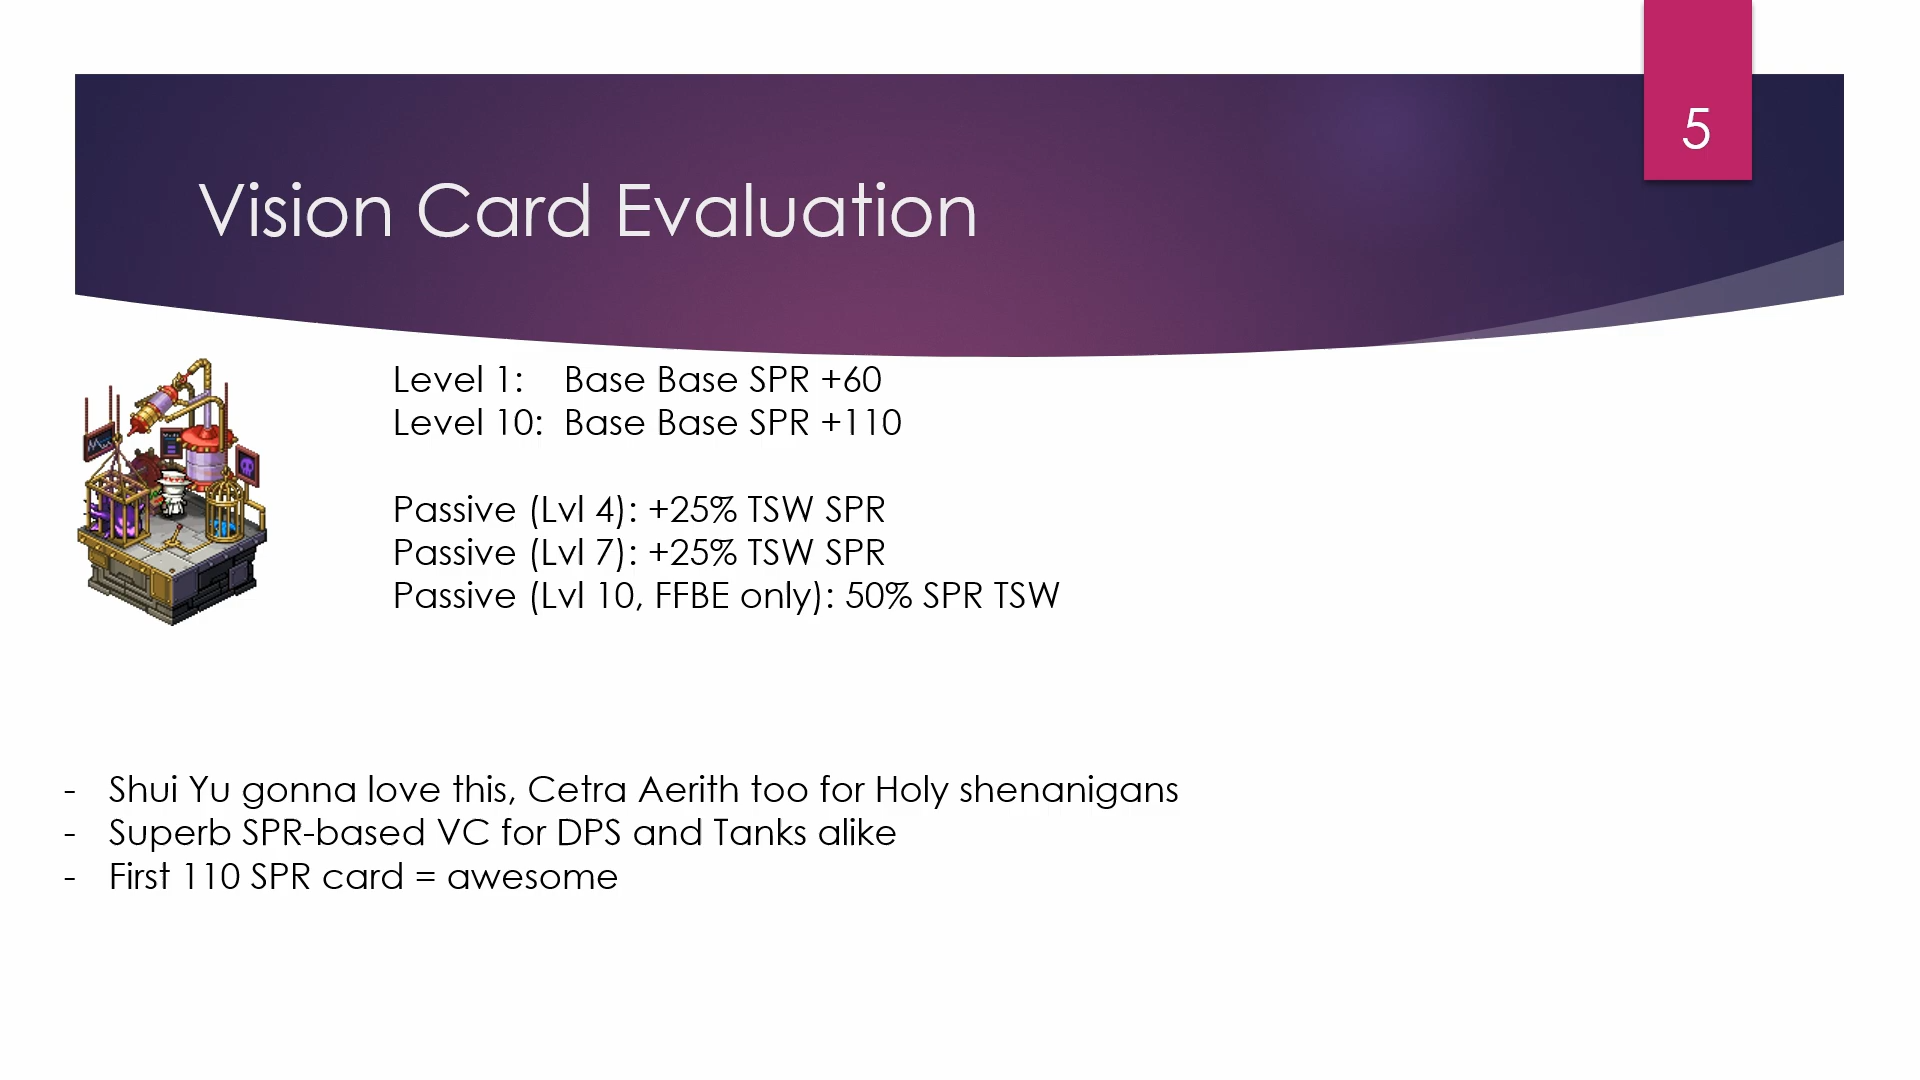 5
Vision Card Evaluation
Level 1: Base Base SPR +60
Level 10: Base Base SPR +110
Passive (Lvl 4): +25% TSW SPR
Passive (Lvl 7): +25% TSW SPR
Passive (Lvl 10, FFBE only): 50% SPR TSW
- Shui Yu gonna love this, Cetra Aerith too for Holy shenanigans
- Superb SPR-based VC for DPS and Tanks alike
- First 110 SPR card = awesome